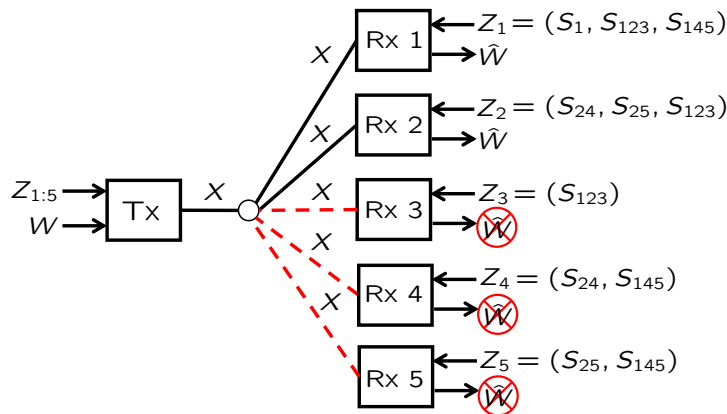 Z₁ = (S₁, S₁₂₃, S₁₄₅)
Rx 1
Ŵ
X
Z₂ = (S₂₄, S₂₅, S₁₂₃)
Rx 2
X
Ŵ
Z₁:₅
X
X
Z₃ = (S₁₂₃)
Tx
Rx 3
W
Ŵ
X
Z₄ = (S₂₄, S₁₄₅)
Rx 4
X
Ŵ
Z₅ = (S₂₅, S₁₄₅)
Rx 5
Ŵ